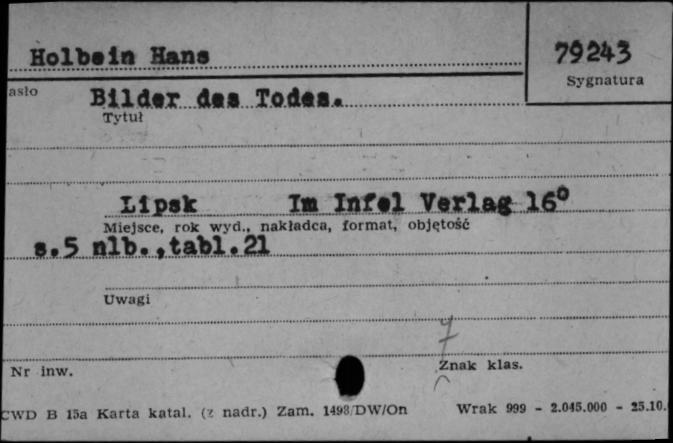 Holbein Hans
79243
Sygnatura
asło
Bilder des Todes.
Tytuł
Lipsk Im Infel Verlag 16°
Miejsce, rok wyd., nakładca, format, objętość
s.5 nlb.,tabl.21
Uwagi
7
Nr inw.
Znak klas.
CWD B 15a Karta katal. (z nadr.) Zam. 1498/DW/On Wrak 999 - 2.045.000 - 25.10.